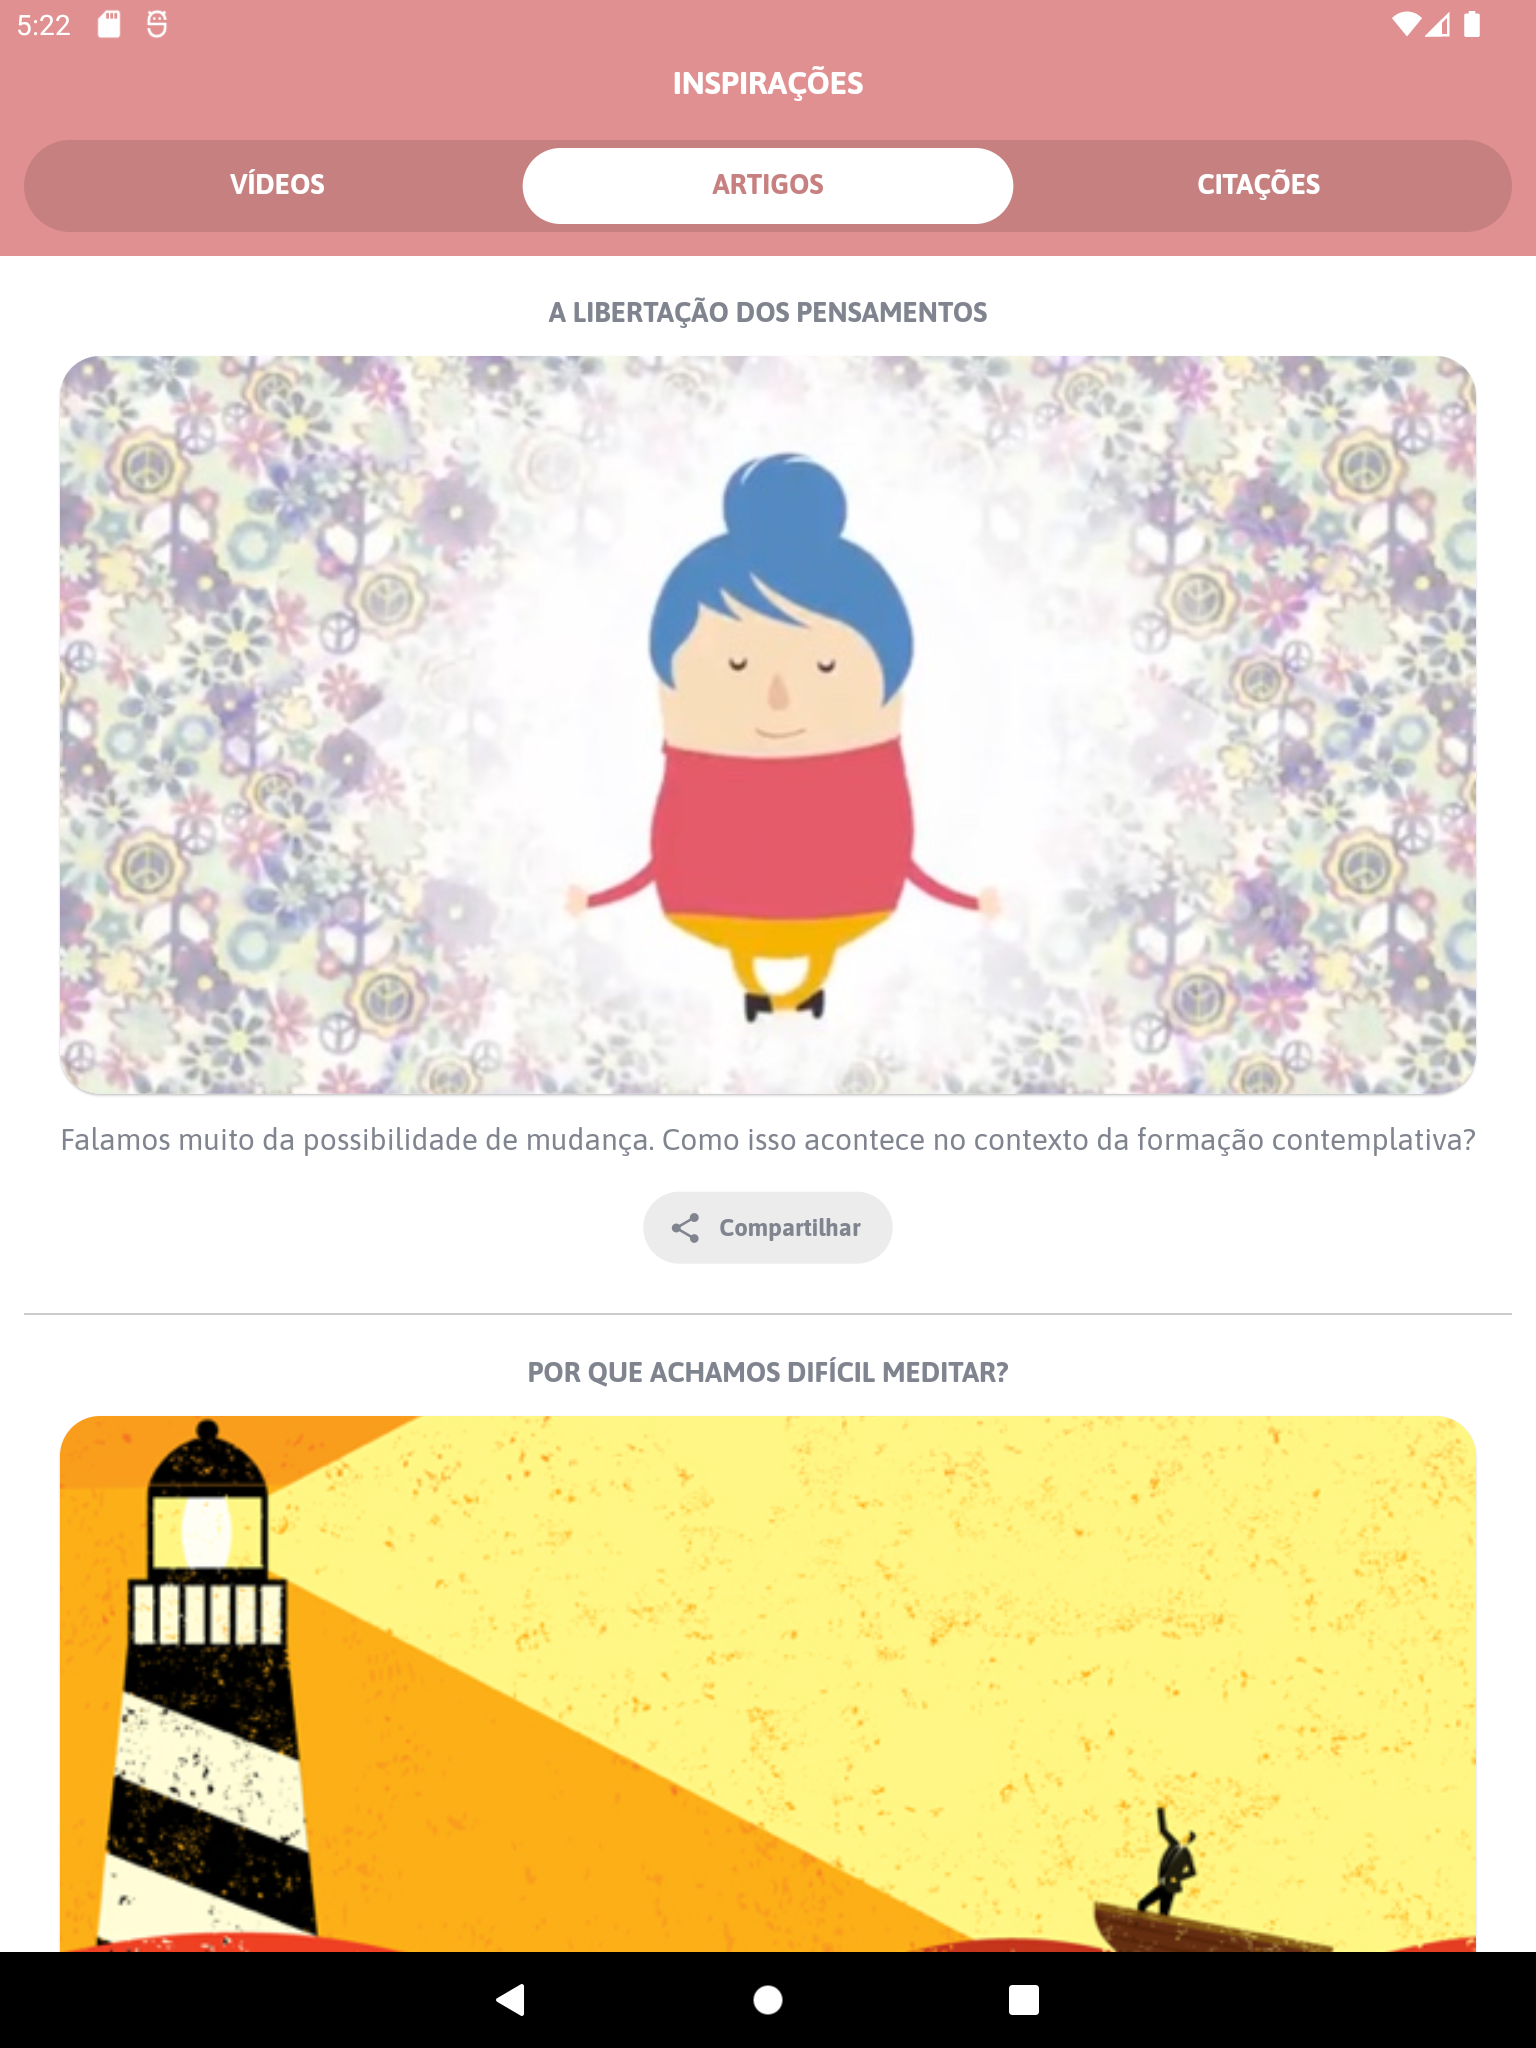 5:22
INSPIRAÇÕES
VÍDEOS
ARTIGOS
CITAÇÕES
A LIBERTAÇÃO DOS PENSAMENTOS
Falamos muito da possibilidade de mudança. Como isso acontece no contexto da formação contemplativa?
Compartilhar
POR QUE ACHAMOS DIFÍCIL MEDITAR?